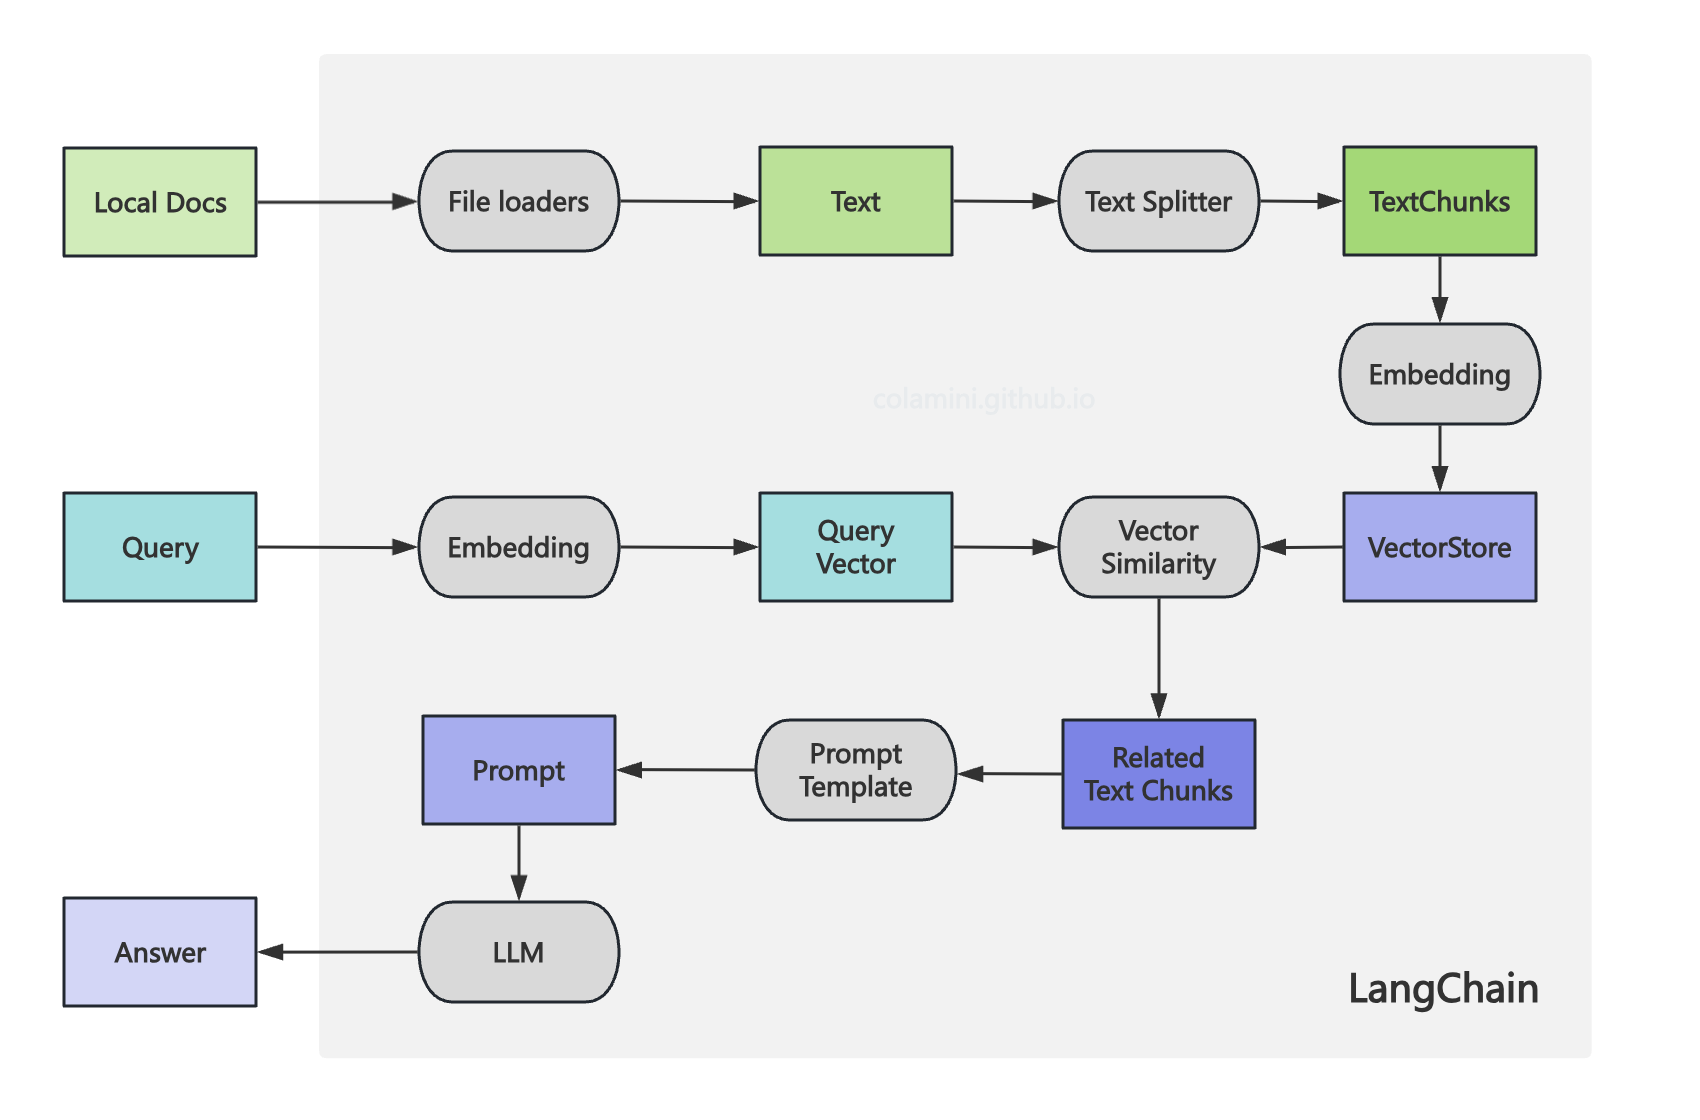 Local Docs
File loaders
Text
Text Splitter
TextChunks
Embedding
colamini.github.io
Query
Embedding
Query
Vector
Vector
Similarity
VectorStore
Prompt
Prompt
Template
Related
Text Chunks
Answer
LLM
LangChain